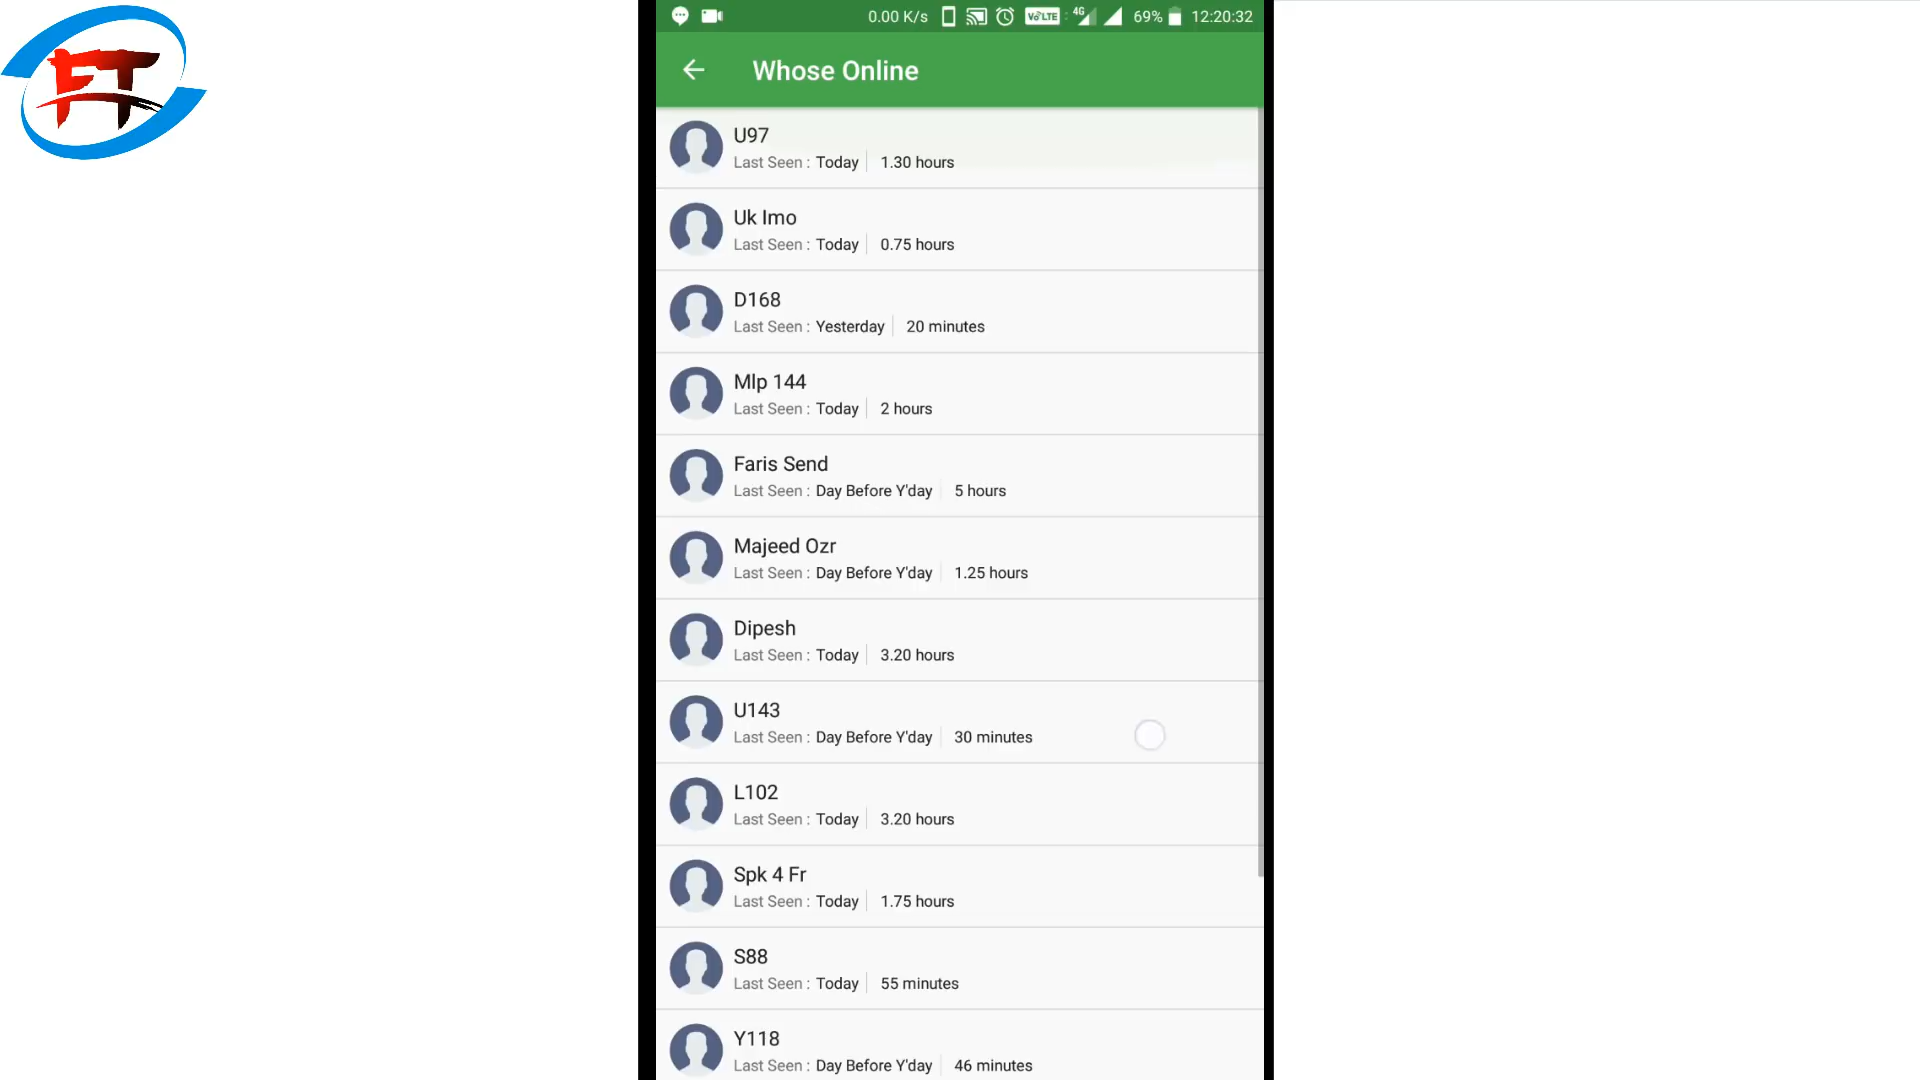 FT
0.00 K/s VoLTE 4G 69% 12:20:32
Whose Online
U97
Last Seen : Today 1.30 hours
Uk Imo
Last Seen : Today 0.75 hours
D168
Last Seen : Yesterday 20 minutes
Mlp 144
Last Seen : Today 2 hours
Faris Send
Last Seen : Day Before Y'day 5 hours
Majeed Ozr
Last Seen : Day Before Y'day 1.25 hours
Dipesh
Last Seen : Today 3.20 hours
U143
Last Seen : Day Before Y'day 30 minutes
L102
Last Seen : Today 3.20 hours
Spk 4 Fr
Last Seen : Today 1.75 hours
S88
Last Seen : Today 55 minutes
Y118
Last Seen : Day Before Y'day 46 minutes